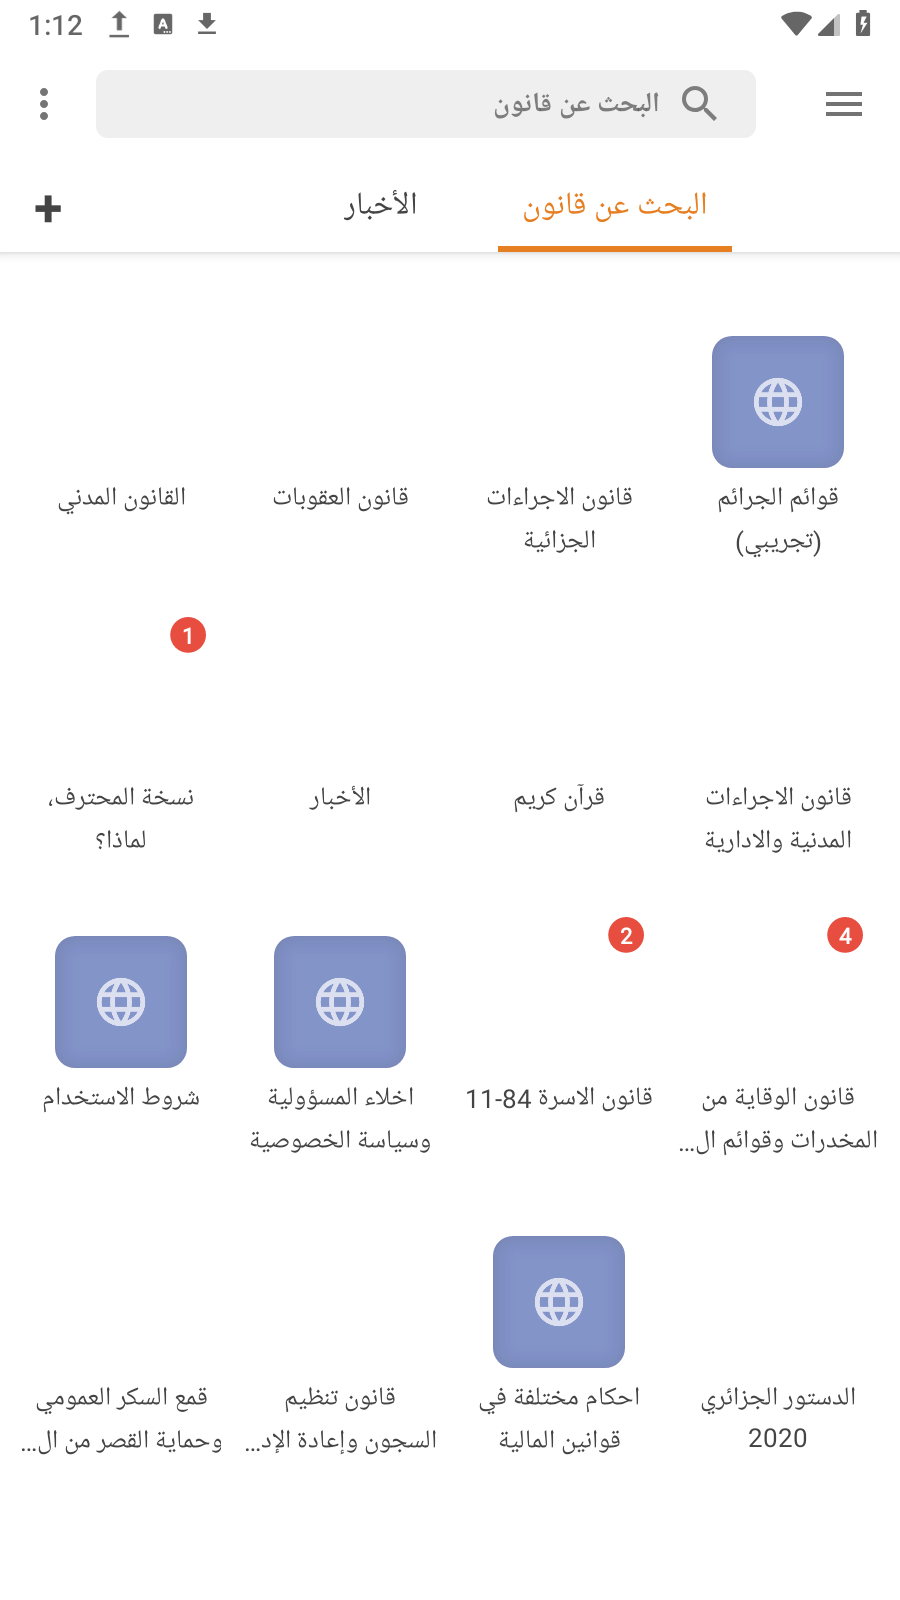 1:12
البحث عن قانون
البحث عن قانون
الأخبار
قوائم الجرائم
(تجريبي)
قانون الاجراءات
الجزائية
قانون العقوبات
القانون المدني
1
قانون الاجراءات
المدنية والادارية
قرآن كريم
الأخبار
نسخة المحترف،
لماذا؟
4
2
قانون الوقاية من
المخدرات وقوائم ال...
قانون الاسرة 84-11
اخلاء المسؤولية
وسياسة الخصوصية
شروط الاستخدام
الدستور الجزائري
2020
احكام مختلفة في
قوانين المالية
قانون تنظيم
السجون وإعادة الإد...
قمع السكر العمومي
وحماية القصر من ال...